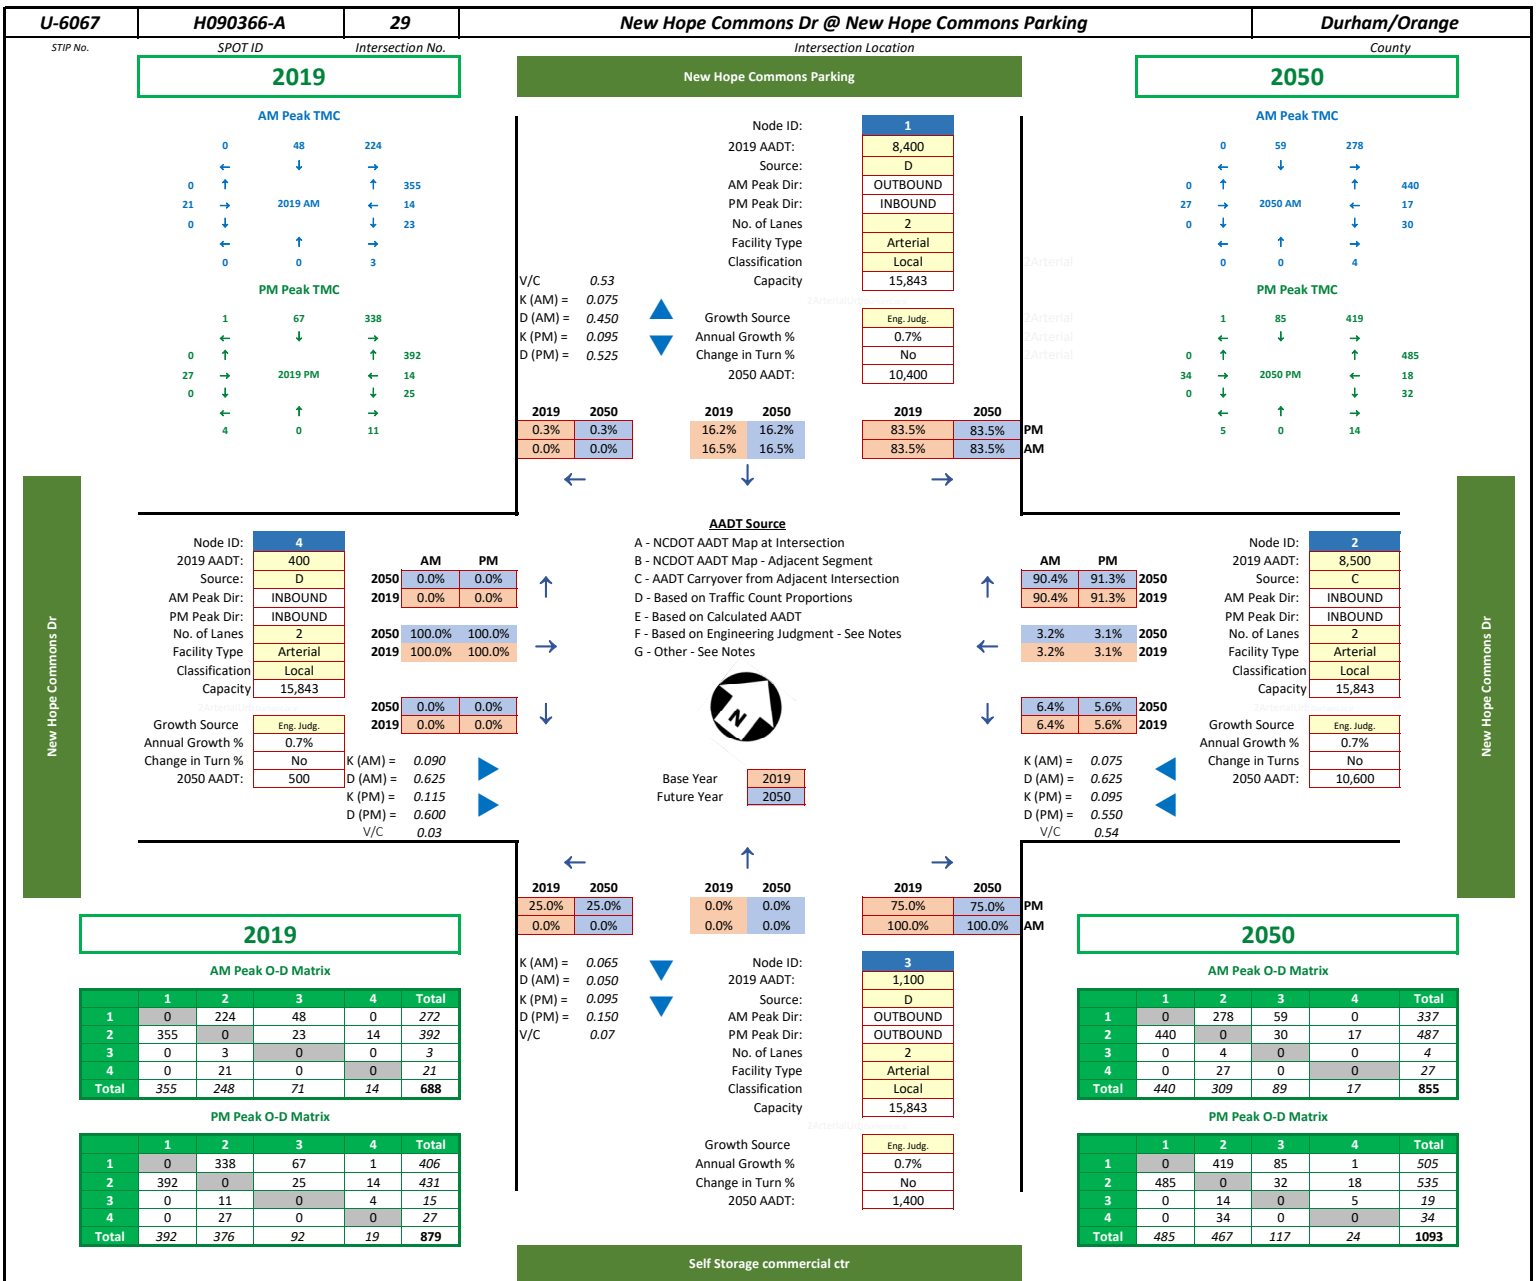 U-6067 H090366-A 29 New Hope Commons Dr @ New Hope Commons Parking Durham/Orange
STIP No. SPOT ID Intersection No. Intersection Location County
2019
AM Peak TMC
0 48 224
← ↓ →
0 ↑ ↑ 355
21 → 2019 AM ← 14
0 ↓ ↓ 23
← ↑ →
0 0 3
PM Peak TMC
1 67 338
← ↓ →
0 ↑ ↑ 392
27 → 2019 PM ← 14
0 ↓ ↓ 25
← ↑ →
4 0 11
New Hope Commons Parking
Node ID: 1
2019 AADT: 8,400
Source: D
AM Peak Dir: OUTBOUND
PM Peak Dir: INBOUND
No. of Lanes 2
Facility Type Arterial
Classification Local
Capacity 15,843
V/C 0.53
K (AM) = 0.075
D (AM) = 0.450
K (PM) = 0.095
D (PM) = 0.525
Growth Source Eng. Judg.
Annual Growth % 0.7%
Change in Turn % No
2050 AADT: 10,400
2Arterial
2Arterial
2Arterial
2019 2050 2019 2050 2019 2050
0.3% 0.3% 16.2% 16.2% 83.5% 83.5% PM
0.0% 0.0% 16.5% 16.5% 83.5% 83.5% AM
← ↓ →
2050
AM Peak TMC
0 59 278
← ↓ →
0 ↑ ↑ 440
27 → 2050 AM ← 17
0 ↓ ↓ 30
← ↑ →
0 0 4
PM Peak TMC
1 85 419
← ↓ →
0 ↑ ↑ 485
34 → 2050 PM ← 18
0 ↓ ↓ 32
← ↑ →
5 0 14
New Hope Commons Dr
Node ID: 4
2019 AADT: 400
Source: D
AM Peak Dir: INBOUND
PM Peak Dir: INBOUND
No. of Lanes 2
Facility Type Arterial
Classification Local
Capacity 15,843
Growth Source Eng. Judg.
Annual Growth % 0.7%
Change in Turn % No
2050 AADT: 500
AM PM
2050 0.0% 0.0% ↑
2019 0.0% 0.0%
2050 100.0% 100.0% →
2019 100.0% 100.0%
2050 0.0% 0.0% ↓
2019 0.0% 0.0%
K (AM) = 0.090
D (AM) = 0.625
K (PM) = 0.115
D (PM) = 0.600
V/C 0.03
AADT Source
A - NCDOT AADT Map at Intersection
B - NCDOT AADT Map - Adjacent Segment
C - AADT Carryover from Adjacent Intersection
D - Based on Traffic Count Proportions
E - Based on Calculated AADT
F - Based on Engineering Judgment - See Notes
G - Other - See Notes
N
Base Year 2019
Future Year 2050
AM PM
↑ 90.4% 91.3% 2050
90.4% 91.3% 2019
← 3.2% 3.1% 2050
3.2% 3.1% 2019
↓ 6.4% 5.6% 2050
6.4% 5.6% 2019
K (AM) = 0.075
D (AM) = 0.625
K (PM) = 0.095
D (PM) = 0.550
V/C 0.54
Node ID: 2
2019 AADT: 8,500
Source: C
AM Peak Dir: INBOUND
PM Peak Dir: INBOUND
No. of Lanes 2
Facility Type Arterial
Classification Local
Capacity 15,843
Growth Source Eng. Judg.
Annual Growth % 0.7%
Change in Turns No
2050 AADT: 10,600
New Hope Commons Dr
← ↑ →
2019 2050 2019 2050 2019 2050
25.0% 25.0% 0.0% 0.0% 75.0% 75.0% PM
0.0% 0.0% 0.0% 0.0% 100.0% 100.0% AM
K (AM) = 0.065
D (AM) = 0.050
K (PM) = 0.095
D (PM) = 0.150
V/C 0.07
Node ID: 3
2019 AADT: 1,100
Source: D
AM Peak Dir: OUTBOUND
PM Peak Dir: OUTBOUND
No. of Lanes 2
Facility Type Arterial
Classification Local
Capacity 15,843
Growth Source Eng. Judg.
Annual Growth % 0.7%
Change in Turn % No
2050 AADT: 1,400
Self Storage commercial ctr
2019
AM Peak O-D Matrix
1 2 3 4 Total
1 0 224 48 0 272
2 355 0 23 14 392
3 0 3 0 0 3
4 0 21 0 0 21
Total 355 248 71 14 688
PM Peak O-D Matrix
1 2 3 4 Total
1 0 338 67 1 406
2 392 0 25 14 431
3 0 11 0 4 15
4 0 27 0 0 27
Total 392 376 92 19 879
2050
AM Peak O-D Matrix
1 2 3 4 Total
1 0 278 59 0 337
2 440 0 30 17 487
3 0 4 0 0 4
4 0 27 0 0 27
Total 440 309 89 17 855
PM Peak O-D Matrix
1 2 3 4 Total
1 0 419 85 1 505
2 485 0 32 18 535
3 0 14 0 5 19
4 0 34 0 0 34
Total 485 467 117 24 1093